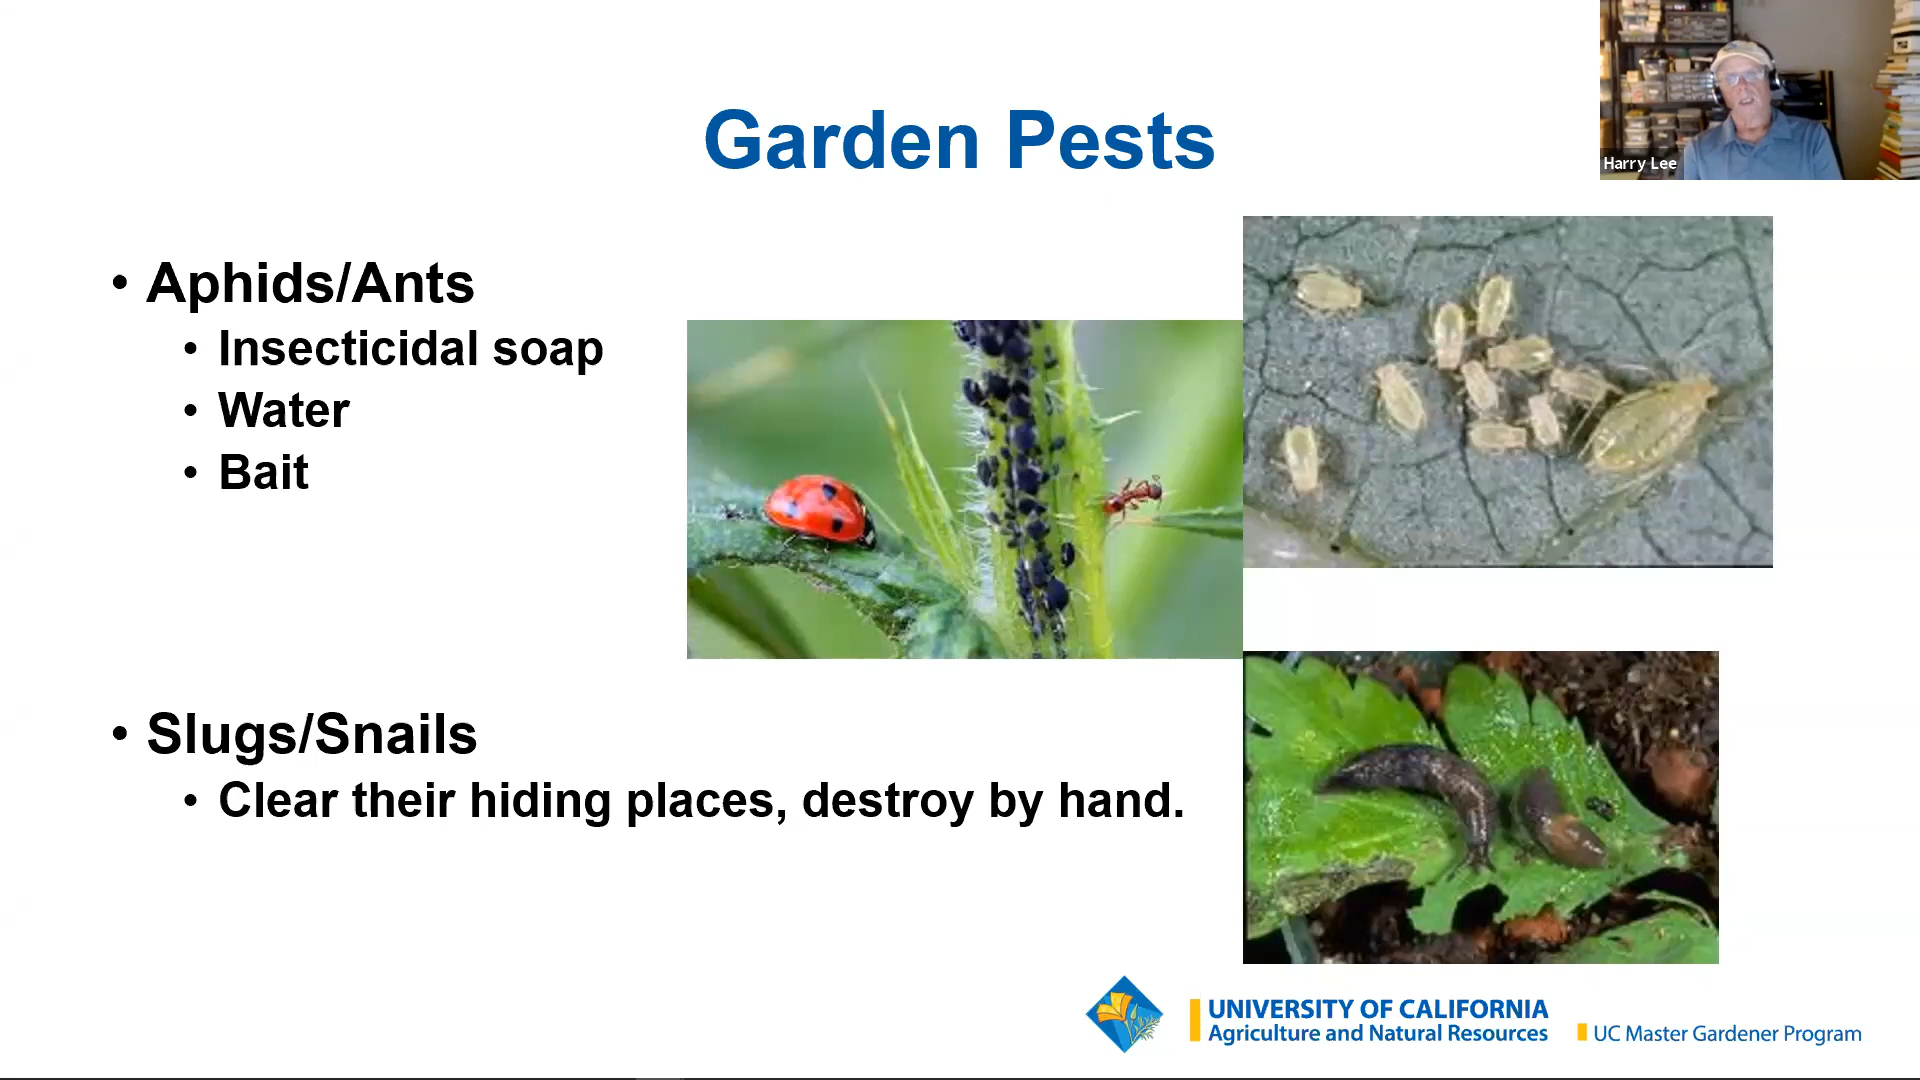 Garden Pests
Harry Lee
• Aphids/Ants
• Insecticidal soap
• Water
• Bait
• Slugs/Snails
• Clear their hiding places, destroy by hand.
UNIVERSITY OF CALIFORNIA
Agriculture and Natural Resources
UC Master Gardener Program